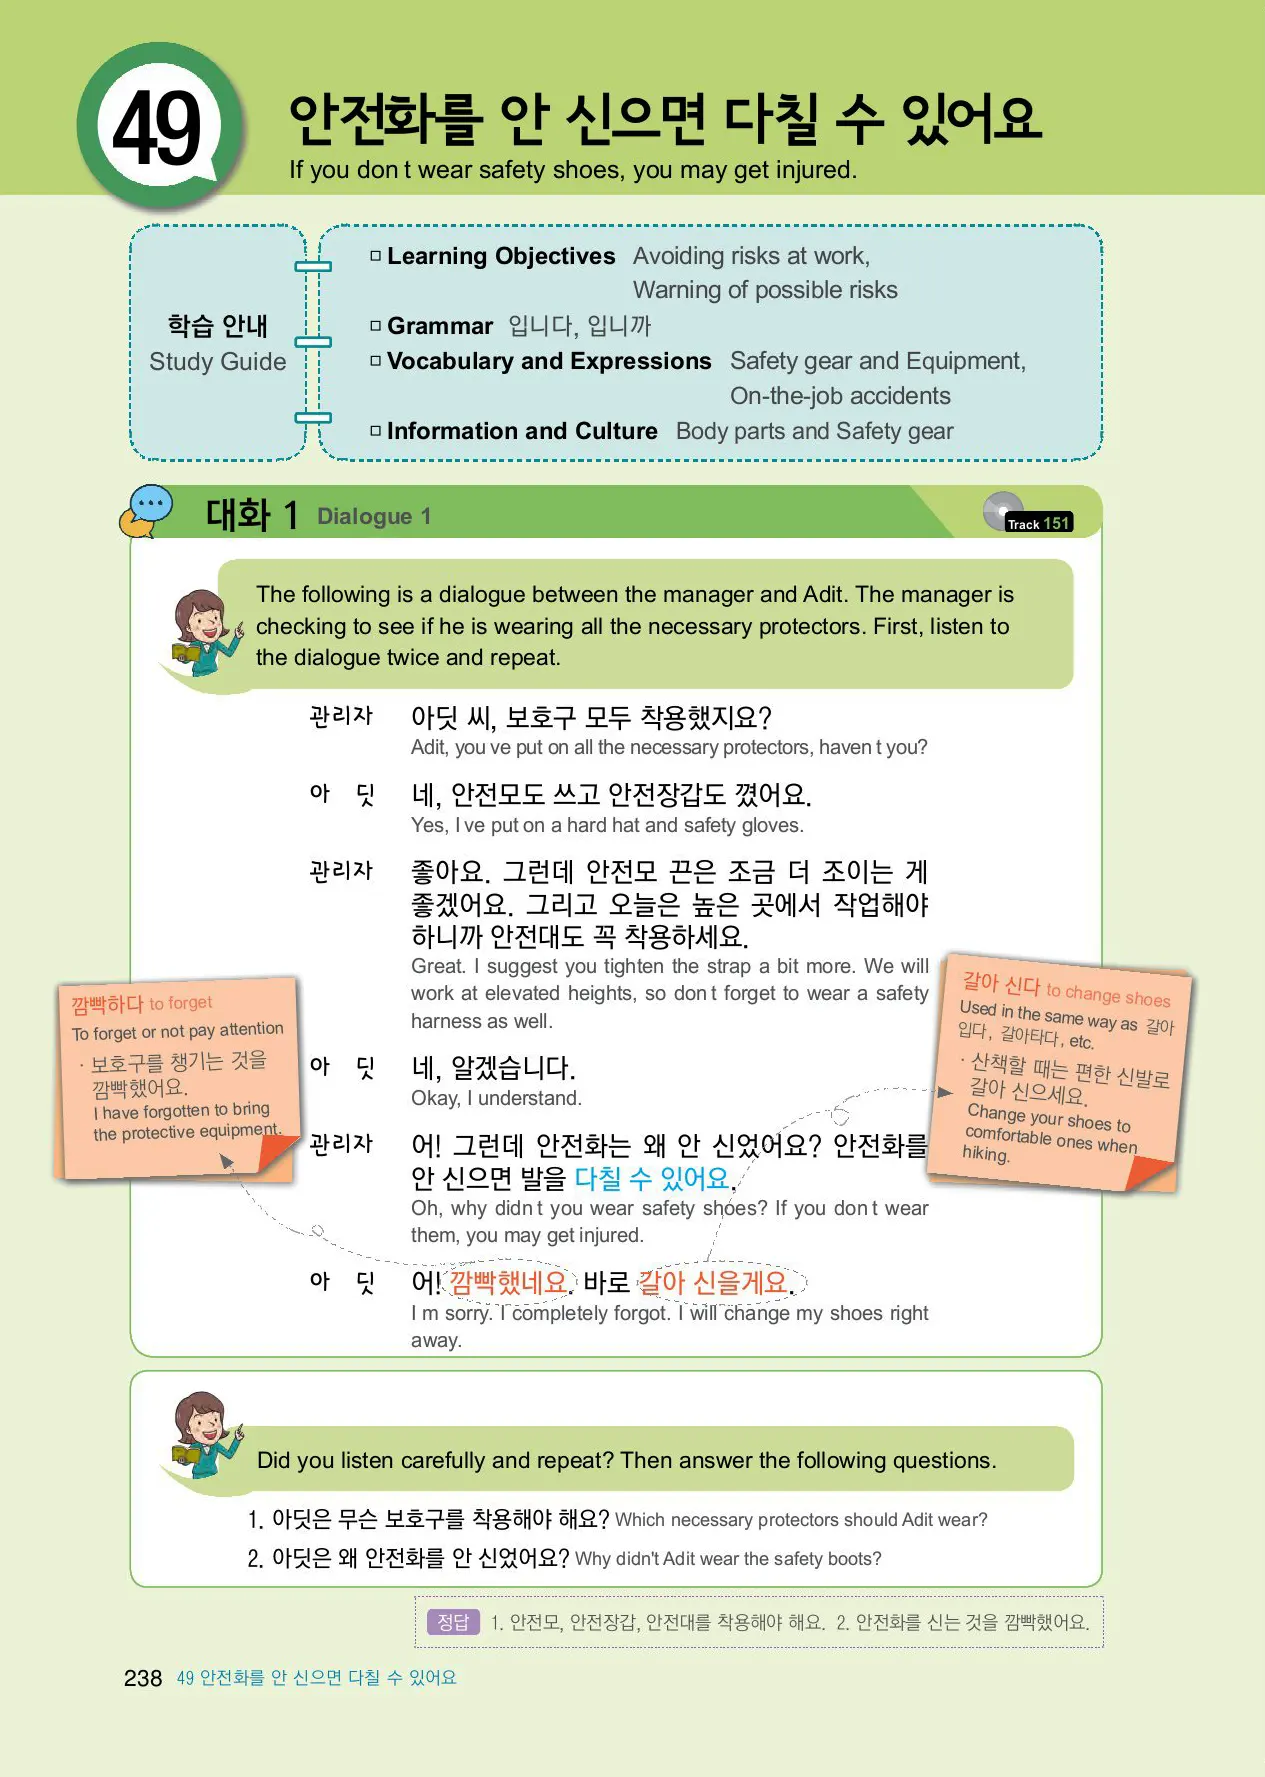 49
안전화를 안 신으면 다칠 수 있어요
If you don t wear safety shoes, you may get injured.
학습 안내
Study Guide
Learning Objectives Avoiding risks at work,
Warning of possible risks
Grammar 입니다, 입니까
Vocabulary and Expressions Safety gear and Equipment,
On-the-job accidents
Information and Culture Body parts and Safety gear
대화 1 Dialogue 1
Track 151
The following is a dialogue between the manager and Adit. The manager is
checking to see if he is wearing all the necessary protectors. First, listen to
the dialogue twice and repeat.
관리자 아딧 씨, 보호구 모두 착용했지요?
Adit, you ve put on all the necessary protectors, haven t you?
아 딧 네, 안전모도 쓰고 안전장갑도 꼈어요.
Yes, I ve put on a hard hat and safety gloves.
관리자 좋아요. 그런데 안전모 끈은 조금 더 조이는 게
좋겠어요. 그리고 오늘은 높은 곳에서 작업해야
하니까 안전대도 꼭 착용하세요.
Great. I suggest you tighten the strap a bit more. We will
work at elevated heights, so don t forget to wear a safety
harness as well.
아 딧 네, 알겠습니다.
Okay, I understand.
관리자 어! 그런데 안전화는 왜 안 신었어요? 안전화를
안 신으면 발을 다칠 수 있어요.
Oh, why didn t you wear safety shoes? If you don t wear
them, you may get injured.
아 딧 어! 깜빡했네요. 바로 갈아 신을게요.
I m sorry. I completely forgot. I will change my shoes right
away.
깜빡하다 to forget
To forget or not pay attention
· 보호구를 챙기는 것을
깜빡했어요.
I have forgotten to bring
the protective equipment.
갈아 신다 to change shoes
Used in the same way as 갈아
입다, 갈아타다, etc.
· 산책할 때는 편한 신발로
갈아 신으세요.
Change your shoes to
comfortable ones when
hiking.
Did you listen carefully and repeat? Then answer the following questions.
1. 아딧은 무슨 보호구를 착용해야 해요? Which necessary protectors should Adit wear?
2. 아딧은 왜 안전화를 안 신었어요? Why didn't Adit wear the safety boots?
정답 1. 안전모, 안전장갑, 안전대를 착용해야 해요. 2. 안전화를 신는 것을 깜빡했어요.
238 49 안전화를 안 신으면 다칠 수 있어요